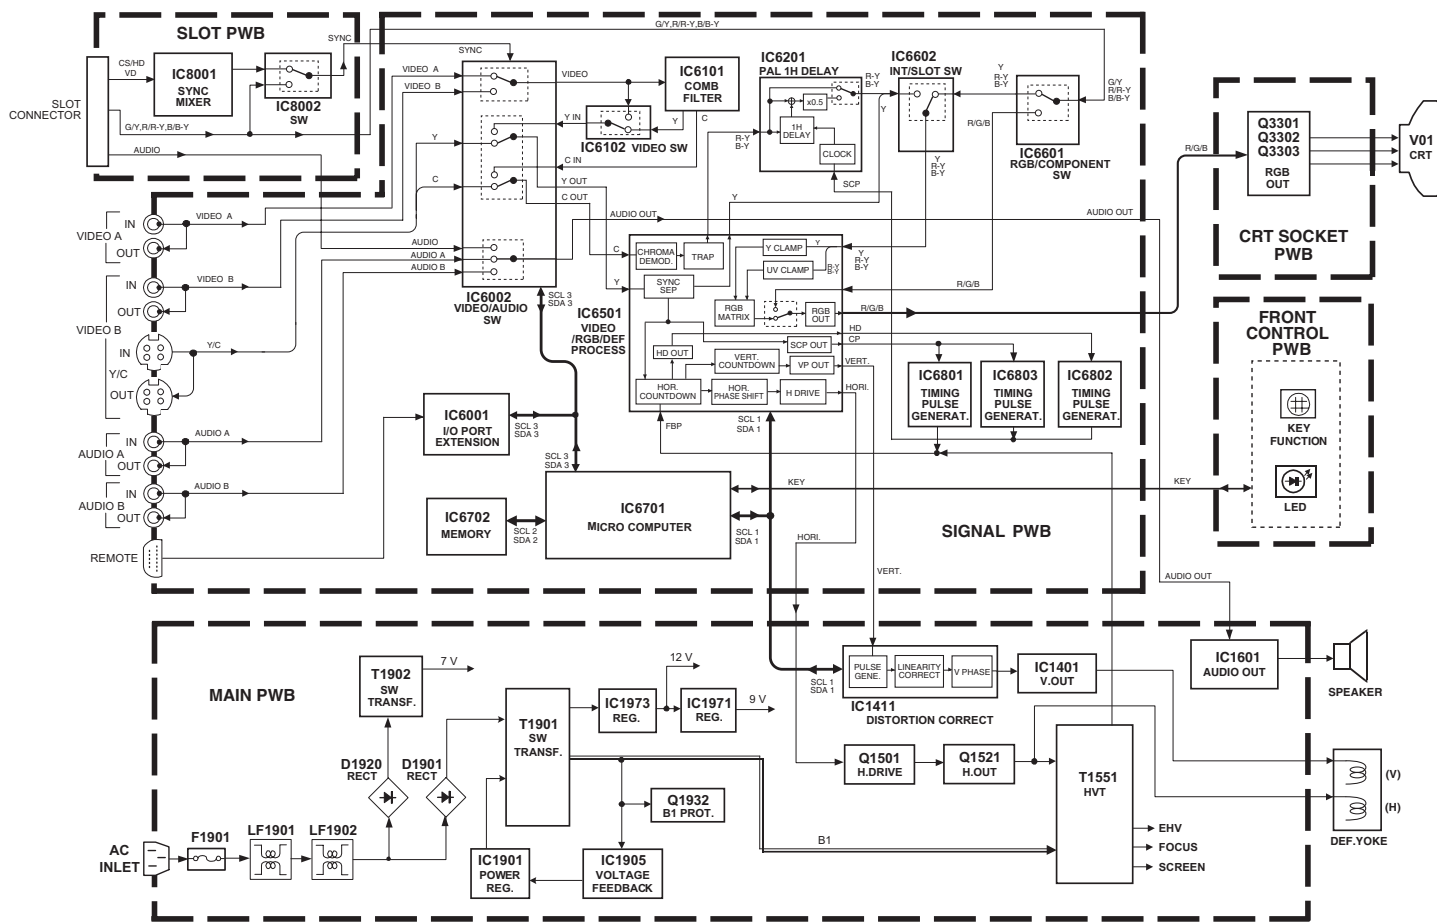 SLOT PWB
SLOT
CONNECTOR
CS/HD
VD
IC8001
SYNC
MIXER
IC8002
SW
SYNC
G/Y,R/R-Y,B/B-Y
AUDIO
G/Y,R/R-Y,B/B-Y
SYNC
VIDEO A
VIDEO B
Y
C
AUDIO
AUDIO A
AUDIO B
IC6002
VIDEO/AUDIO
SW
SCL 3
SDA 3
VIDEO
IC6101
COMB
FILTER
Y IN
Y
C
IC6102 VIDEO SW
C IN
Y OUT
C OUT
AUDIO OUT
AUDIO OUT
IC6201
PAL 1H DELAY
x0.5
1H
DELAY
CLOCK
R-Y
B-Y
SCP
R-Y
B-Y
Y
IC6602
INT/SLOT SW
Y
R-Y
B-Y
Y
R-Y
B-Y
R/G/B
G/Y
R/R-Y
B/B-Y
IC6601
RGB/COMPONENT
SW
Y
C
Y
IC6501
VIDEO
/RGB/DEF
PROCESS
CHROMA
DEMOD.
TRAP
SYNC
SEP
Y CLAMP
Y
UV CLAMP
R-Y
B-Y
Y
R-Y
B-Y
R/G/B
RGB
MATRIX
RGB
OUT
R/G/B
HD
CP
VERT.
HORI.
HD OUT
SCP OUT
VERT.
COUNTDOWN
VP OUT
HOR.
COUNTDOWN
HOR.
PHASE SHIFT
H DRIVE
FBP
SCL 1
SDA 1
IC6801
TIMING
PULSE
GENERAT.
IC6803
TIMING
PULSE
GENERAT.
IC6802
TIMING
PULSE
GENERAT.
R/G/B
Q3301
Q3302
Q3303
RGB
OUT
V01
CRT
CRT SOCKET
PWB
FRONT
CONTROL
PWB
KEY
FUNCTION
LED
VIDEO A
IN
VIDEO A
OUT
VIDEO B
IN
VIDEO B
OUT
IN
Y/C
Y/C
OUT
AUDIO A
IN
AUDIO A
OUT
AUDIO B
IN
AUDIO B
OUT
REMOTE
IC6001
I/O PORT
EXTENSION
SCL 3
SDA 3
SCL 3
SDA 3
IC6702
MEMORY
SCL 2
SDA 2
IC6701
MICRO COMPUTER
SCL 1
SDA 1
KEY
KEY
SIGNAL PWB
HORI.
VERT.
AUDIO OUT
MAIN PWB
T1902
SW
TRANSF.
7 V
D1920
RECT
D1901
RECT
T1901
SW
TRANSF.
IC1973
REG.
12 V
IC1971
REG.
9 V
Q1932
B1 PROT.
IC1901
POWER
REG.
IC1905
VOLTAGE
FEEDBACK
AC
INLET
F1901
LF1901
LF1902
B1
SCL 1
SDA 1
PULSE
GENE.
LINEARITY
CORRECT
V PHASE
IC1411
DISTORTION CORRECT
IC1401
V.OUT
Q1501
H.DRIVE
Q1521
H.OUT
T1551
HVT
EHV
FOCUS
SCREEN
IC1601
AUDIO OUT
SPEAKER
(V)
(H)
DEF.YOKE